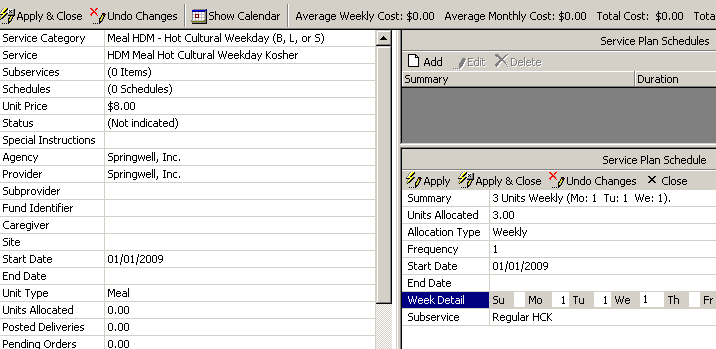 Apply & Close Undo Changes Show Calendar Average Weekly Cost: $0.00 Average Monthly Cost: $0.00 Total Cost: $0.00 Tota
Service Category Meal HDM - Hot Cultural Weekday (B, L, or S)
Service HDM Meal Hot Cultural Weekday Kosher
Subservices (0 Items)
Schedules (0 Schedules)
Unit Price $8.00
Status (Not indicated)
Special Instructions
Agency Springwell, Inc.
Provider Springwell, Inc.
Subprovider
Fund Identifier
Caregiver
Site
Start Date 01/01/2009
End Date
Unit Type Meal
Units Allocated 0.00
Posted Deliveries 0.00
Pending Orders 0.00
Service Plan Schedules
Add Edit Delete
Summary Duration
Service Plan Schedule
Apply Apply & Close Undo Changes Close
Summary 3 Units Weekly (Mo: 1 Tu: 1 We: 1).
Units Allocated 3.00
Allocation Type Weekly
Frequency 1
Start Date 01/01/2009
End Date
Week Detail Su Mo 1 Tu 1 We 1 Th Fr
Subservice Regular HCK